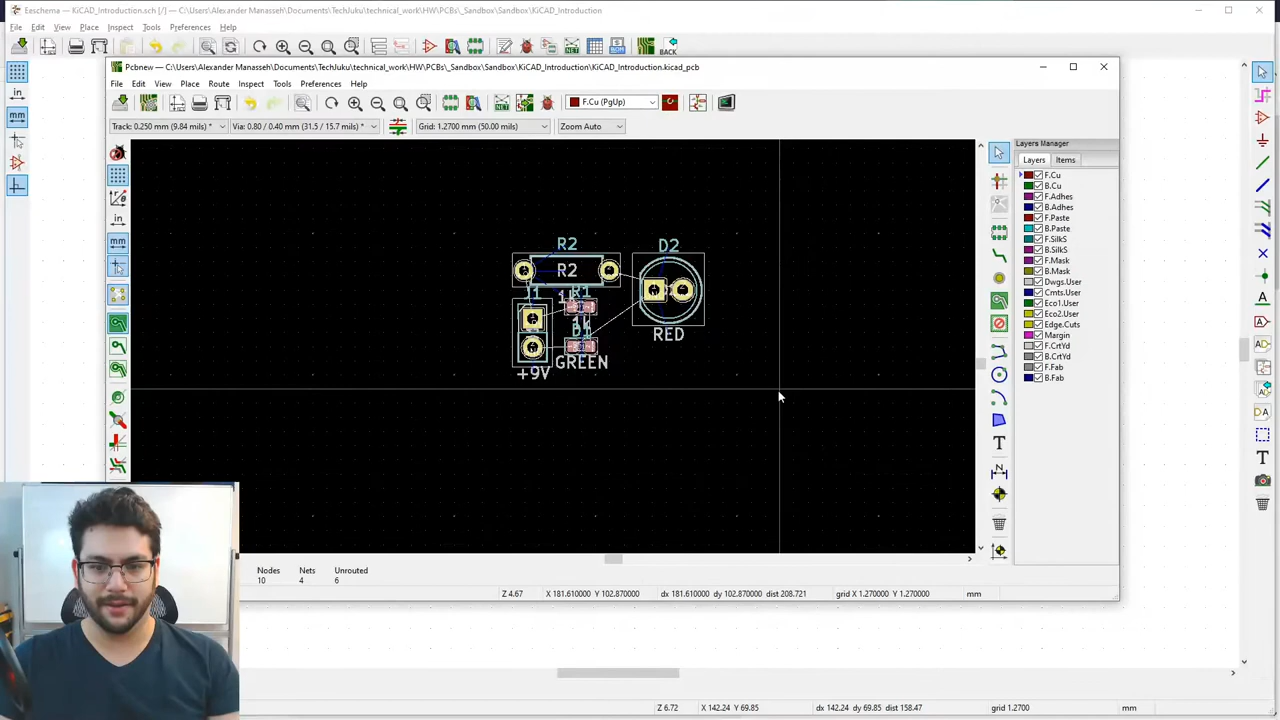 Eeschema — KiCAD_Introduction.sch [/] — C:\Users\Alexander Manasseh\Documents\TechJuku\technical_work\HW\PCBs\_Sandbox\Sandbox\KiCAD_Introduction
File Edit View Place Inspect Tools Preferences Help
BACK
Pcbnew — C:\Users\Alexander Manasseh\Documents\TechJuku\technical_work\HW\PCBs\_Sandbox\Sandbox\KiCAD_Introduction\KiCAD_Introduction.kicad_pcb
File Edit View Place Route Inspect Tools Preferences Help
F.Cu (PgUp)
Track: 0.250 mm (9.84 mils) * Via: 0.80 / 0.40 mm (31.5 / 15.7 mils) * Grid: 1.2700 mm (50.00 mils) Zoom Auto
in
mm
in
mm
R2
R2
J1
R1
1k
+9V
GREEN
D2
RED
Layers Manager
Layers Items
F.Cu
B.Cu
F.Adhes
B.Adhes
F.Paste
B.Paste
F.SilkS
B.SilkS
F.Mask
B.Mask
Dwgs.User
Cmts.User
Eco1.User
Eco2.User
Edge.Cuts
Margin
F.CrtYd
B.CrtYd
F.Fab
B.Fab
Nodes Nets Unrouted
10 4 6
Z 4.67 X 181.610000 Y 102.870000 dx 181.610000 dy 102.870000 dist 208.721 grid X 1.270000 Y 1.270000 mm
Z 6.72 X 142.24 Y 69.85 dx 142.24 dy 69.85 dist 158.47 grid 1.2700 mm